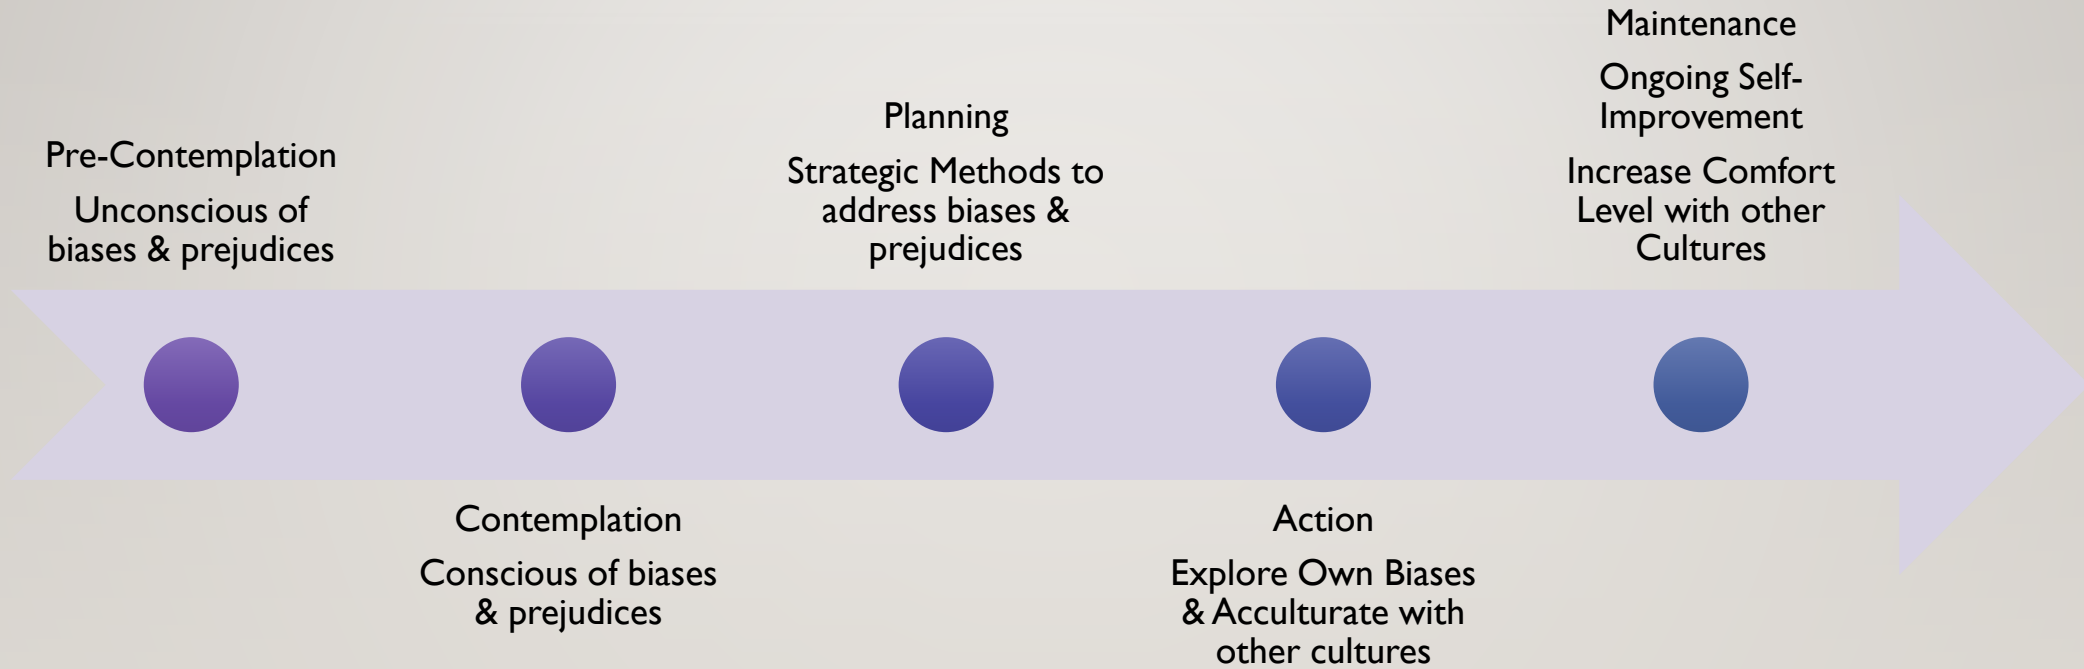 Pre-Contemplation
Unconscious of
biases & prejudices
Contemplation
Conscious of biases
& prejudices
Planning
Strategic Methods to
address biases &
prejudices
Action
Explore Own Biases
& Acculturate with
other cultures
Maintenance
Ongoing Self-
Improvement
Increase Comfort
Level with other
Cultures